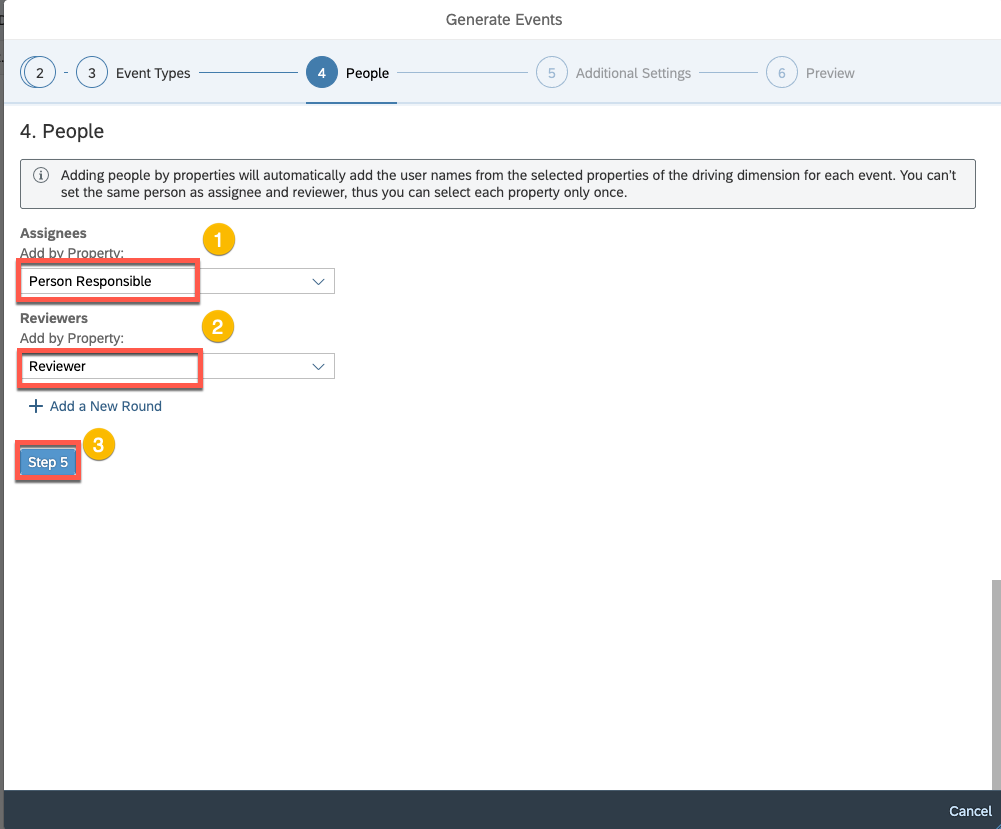 Generate Events
2 - 3 Event Types 4 People 5 Additional Settings 6 Preview
4. People
Adding people by properties will automatically add the user names from the selected properties of the driving dimension for each event. You can't
set the same person as assignee and reviewer, thus you can select each property only once.
Assignees
1
Add by Property:
Person Responsible
Reviewers
2
Add by Property:
Reviewer
+ Add a New Round
3
Step 5
Cancel